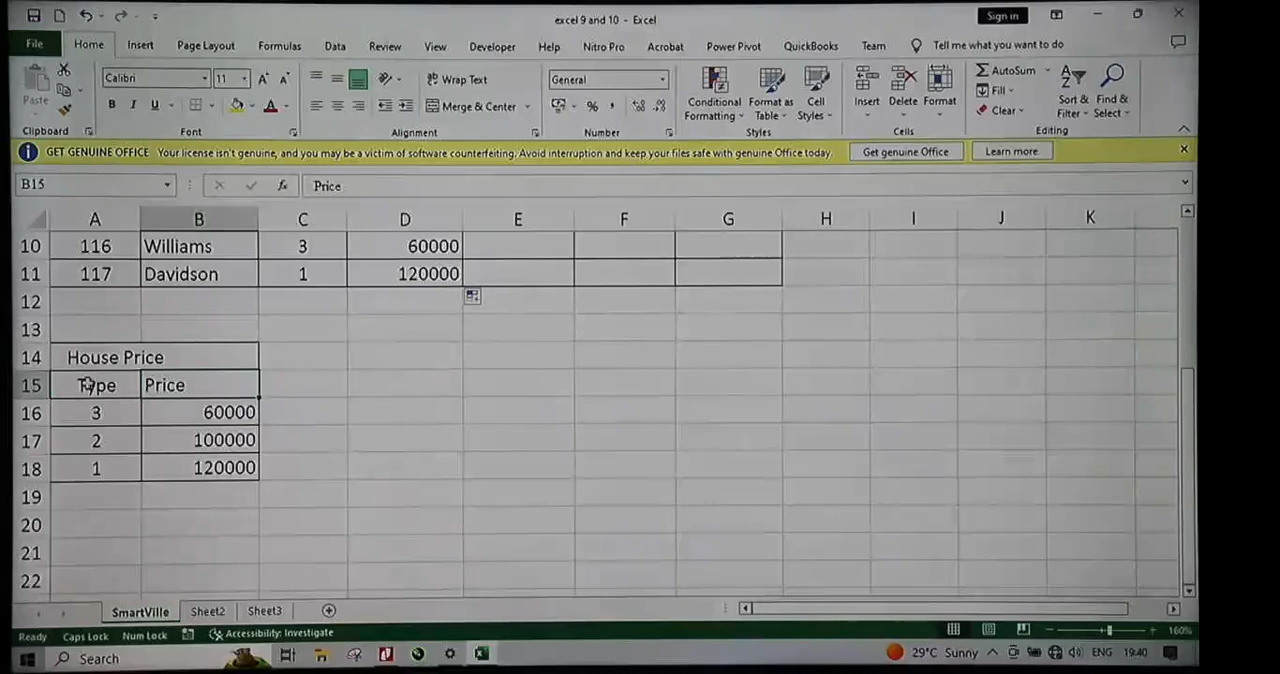 excel 9 and 10 - Excel
Sign in
File Home Insert Page Layout Formulas Data Review View Developer Help Nitro Pro Acrobat Power Pivot QuickBooks Team Tell me what you want to do
Calibri 11 Wrap Text General AutoSum
Paste Fill
B I U A Merge & Center % Conditional Formatting Format as Table Cell Styles Insert Delete Format Clear Sort & Filter Find & Select
Clipboard Font Alignment Number Styles Cells Editing
GET GENUINE OFFICE Your license isn't genuine, and you may be a victim of software counterfeiting. Avoid interruption and keep your files safe with genuine Office today. Get genuine Office Learn more
B15 fx Price
A B C D E F G H I J K
10 116 Williams 3 60000
11 117 Davidson 1 120000
12
13
14 House Price
15 Type Price
16 3 60000
17 2 100000
18 1 120000
19
20
21
22
SmartVille Sheet2 Sheet3
Ready Caps Lock Num Lock Accessibility: Investigate 160%
Search 29°C Sunny ENG 19:40